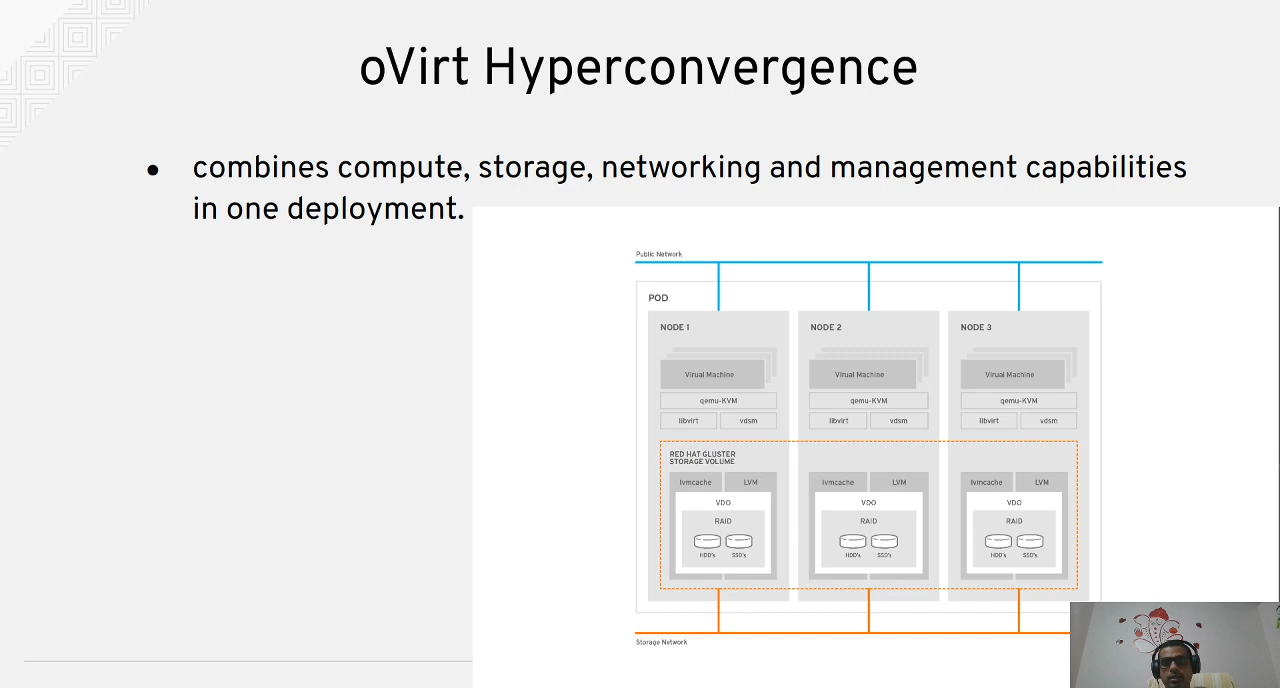 oVirt Hyperconvergence
● combines compute, storage, networking and management capabilities
in one deployment.
Public Network
POD
NODE 1
NODE 2
NODE 3
Virual Machine
Virual Machine
Virual Machine
qemu-KVM
qemu-KVM
qemu-KVM
libvirt
vdsm
libvirt
vdsm
libvirt
vdsm
RED HAT GLUSTER
STORAGE VOLUME
lvmcache
LVM
lvmcache
LVM
lvmcache
LVM
VDO
VDO
VDO
RAID
RAID
RAID
HDD's
SSD's
HDD's
SSD's
HDD's
SSD's
Storage Network